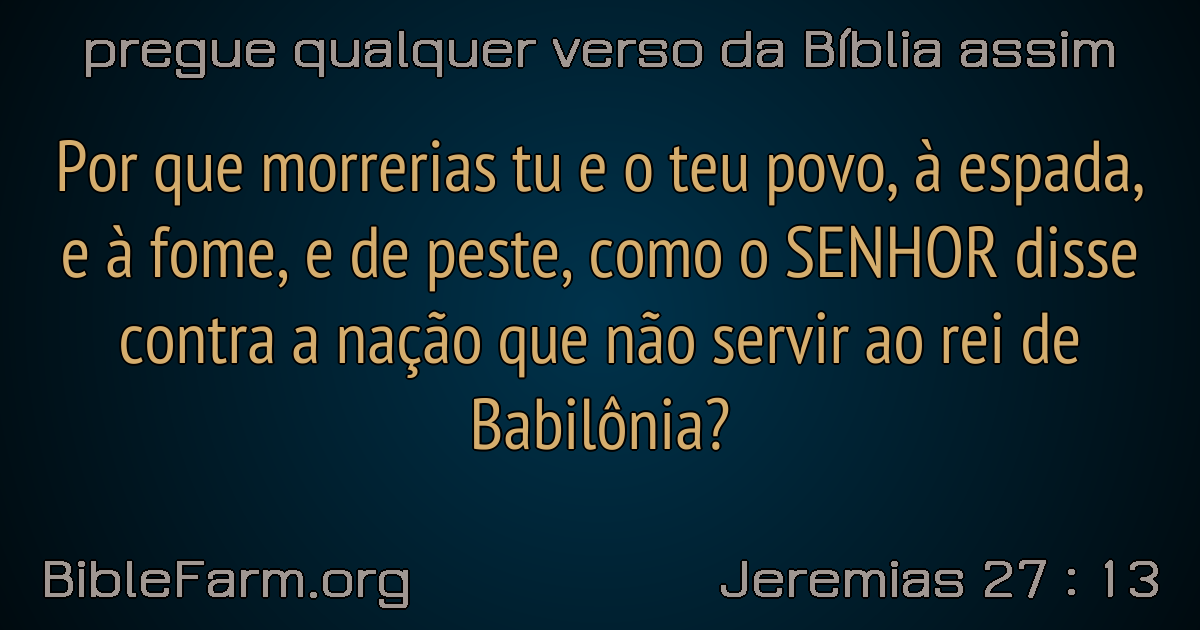 pregue qualquer verso da Bíblia assim
Por que morrerias tu e o teu povo, à espada,
e à fome, e de peste, como o SENHOR disse
contra a nação que não servir ao rei de
Babilônia?
BibleFarm.org
Jeremias 27 : 13